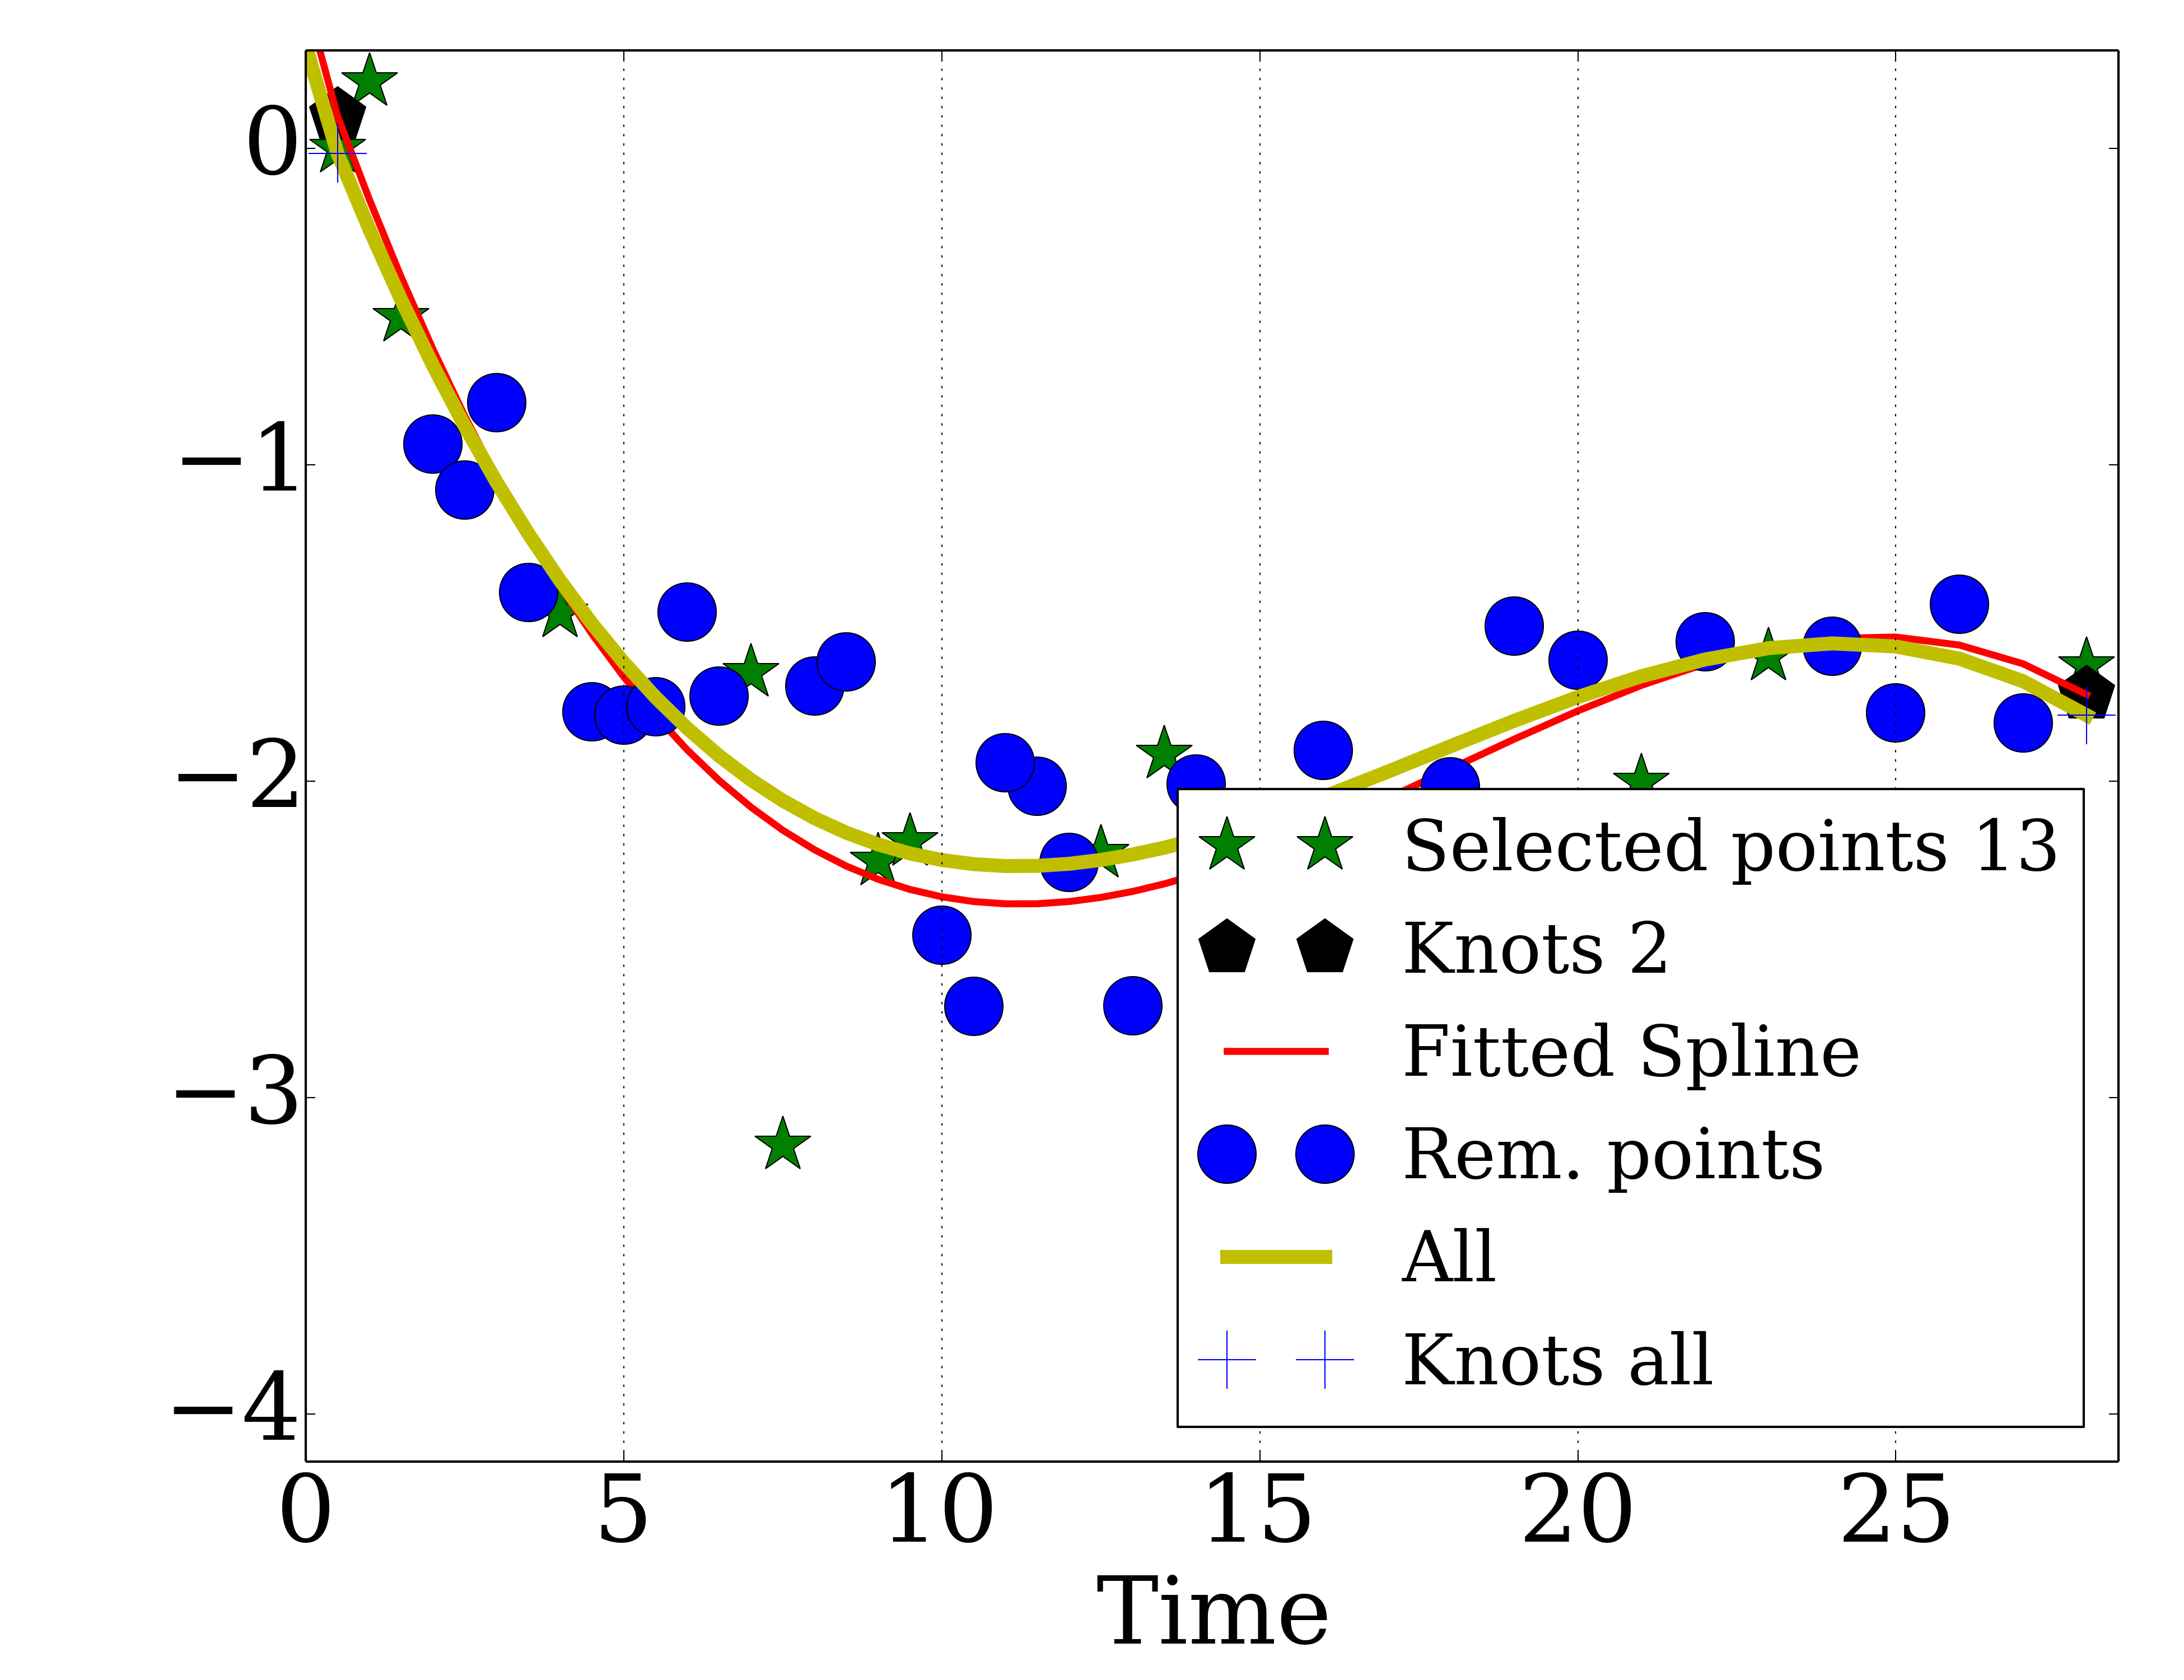 0
−1
−2
−3
−4
Selected points 13
Knots 2
Fitted Spline
Rem. points
All
Knots all
0 5 10 15 20 25
Time